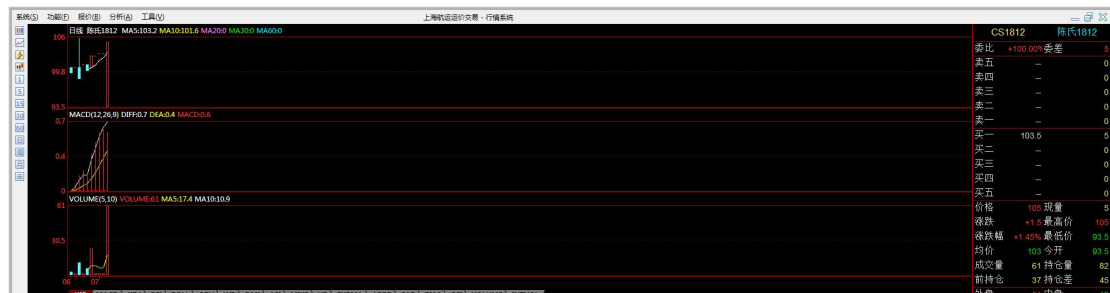 系统(S) 功能(F) 报价(B) 分析(A) 工具(V) 上海航运运价交易 - 行情系统
日线 陈氏1812 MA5:103.2 MA10:101.6 MA20:0 MA30:0 MA60:0
106
99.8
93.5
MACD(12,26,9) DIFF:0.7 DEA:0.4 MACD:0.6
0.7
0.4
0
VOLUME(5,10) VOLUME:61 MA5:17.4 MA10:10.9
61
30.5
06 07
1
5
15
30
60
日
周
月
CS1812 陈氏1812
委比 +100.00% 委差 5
卖五 -- 0
卖四 -- 0
卖三 -- 0
卖二 -- 0
卖一 -- 0
买一 103.5 5
买二 -- 0
买三 -- 0
买四 -- 0
买五 -- 0
价格 105 现量 5
涨跌 +1.5 最高价 105
涨跌幅 +1.45% 最低价 93.5
均价 103 今开 93.5
成交量 61 持仓量 82
前持仓 37 持仓差 45